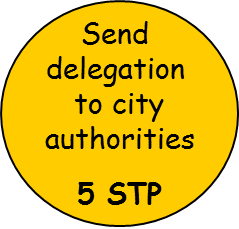 Send
delegation
to city
authorities
5 STP